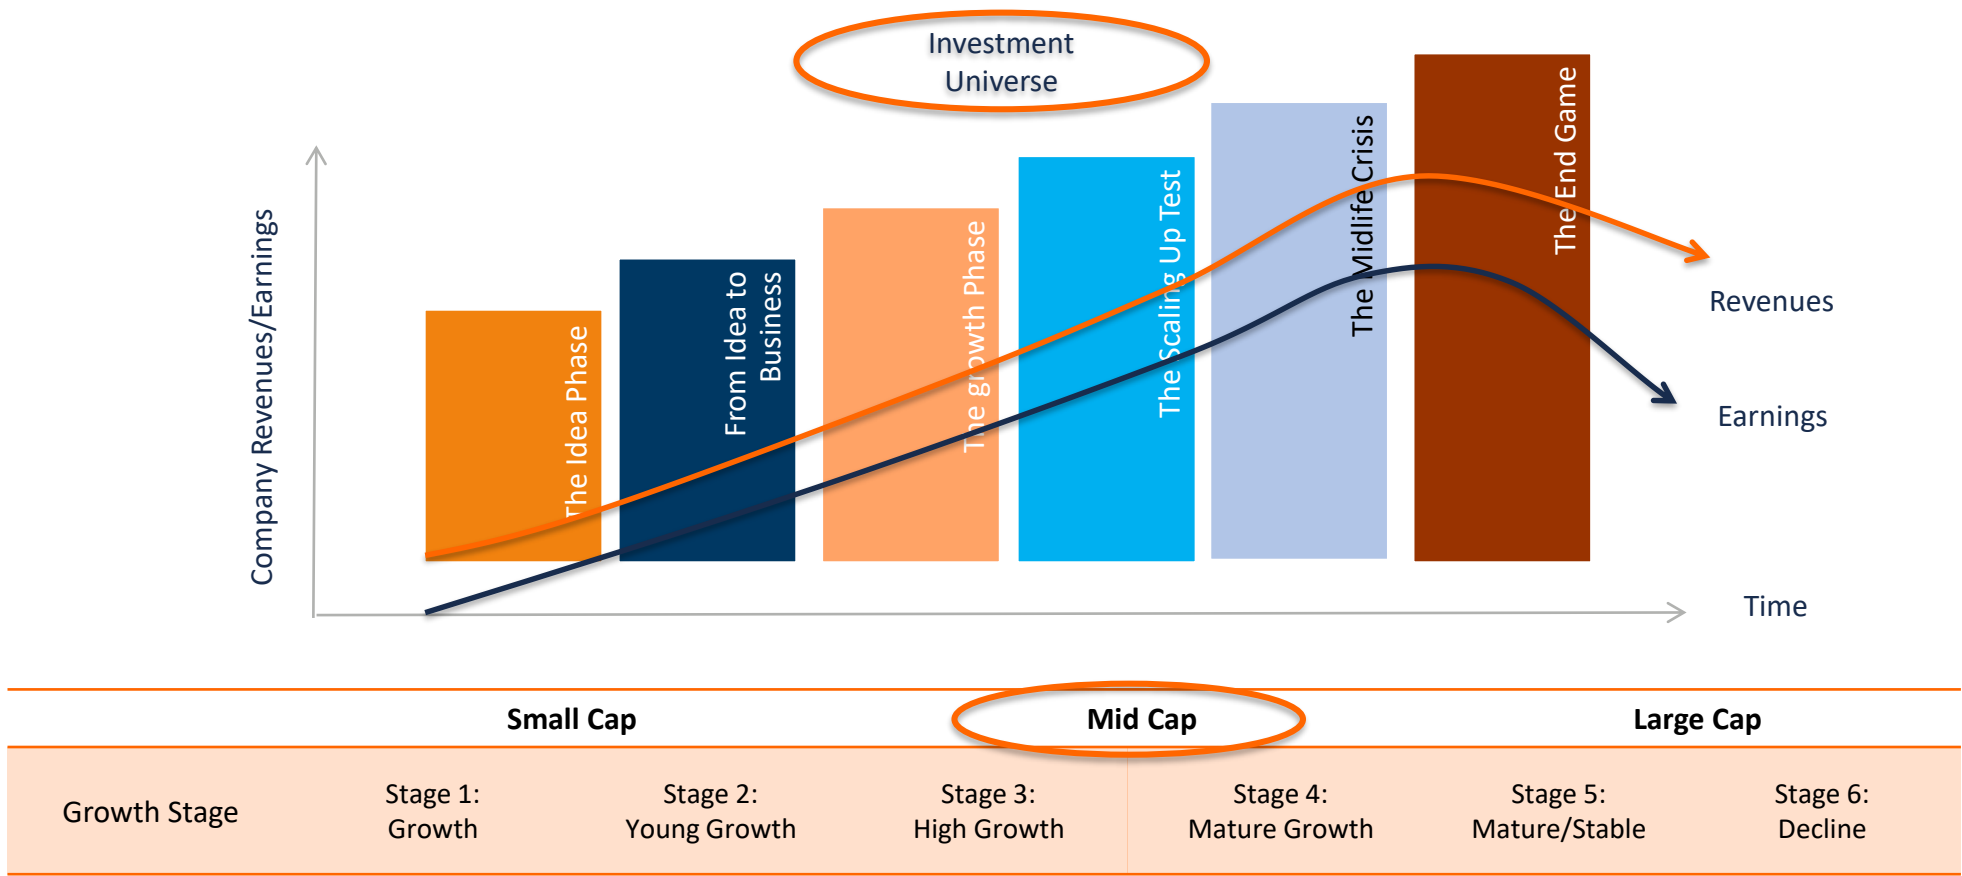 Investment
Universe
Company Revenues/Earnings
The Idea Phase
From Idea to
Business
The growth Phase
The Scaling Up Test
The Midlife Crisis
The End Game
Revenues
Earnings
Time
Small Cap
Mid Cap
Large Cap
Growth Stage
Stage 1:
Growth
Stage 2:
Young Growth
Stage 3:
High Growth
Stage 4:
Mature Growth
Stage 5:
Mature/Stable
Stage 6:
Decline